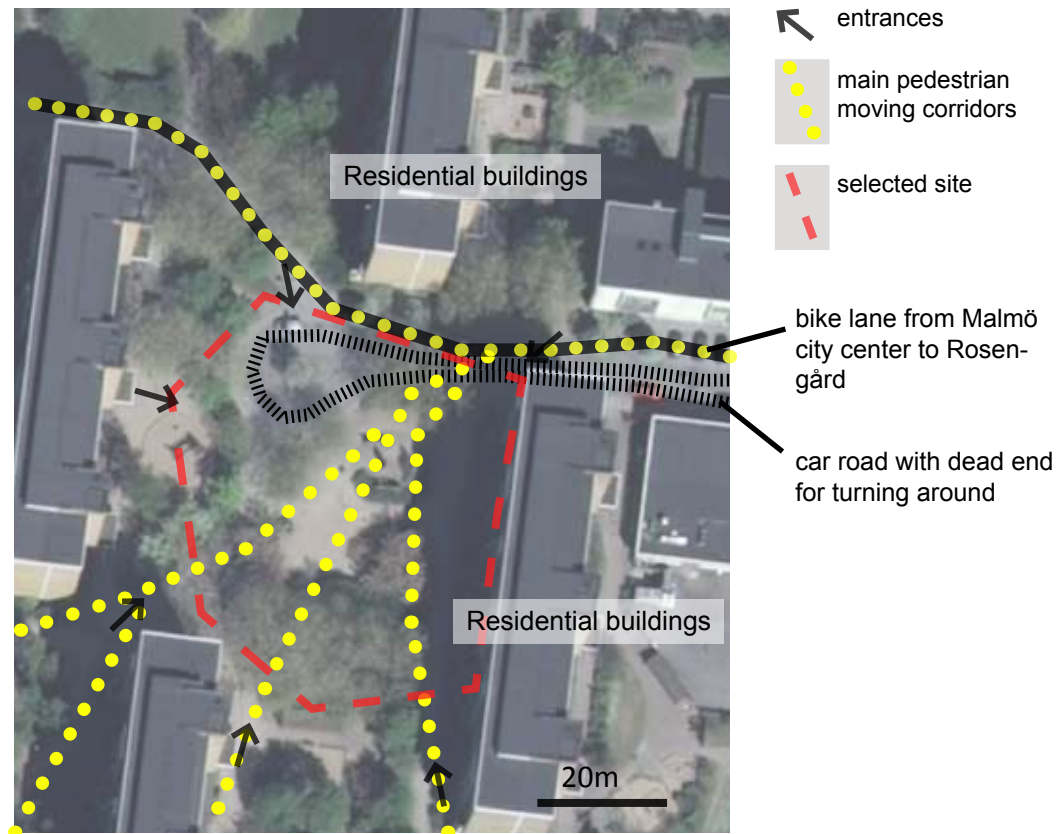 entrances
main pedestrian
moving corridors
selected site
Residential buildings
bike lane from Malmö
city center to Rosen-
gård
car road with dead end
for turning around
Residential buildings
20m